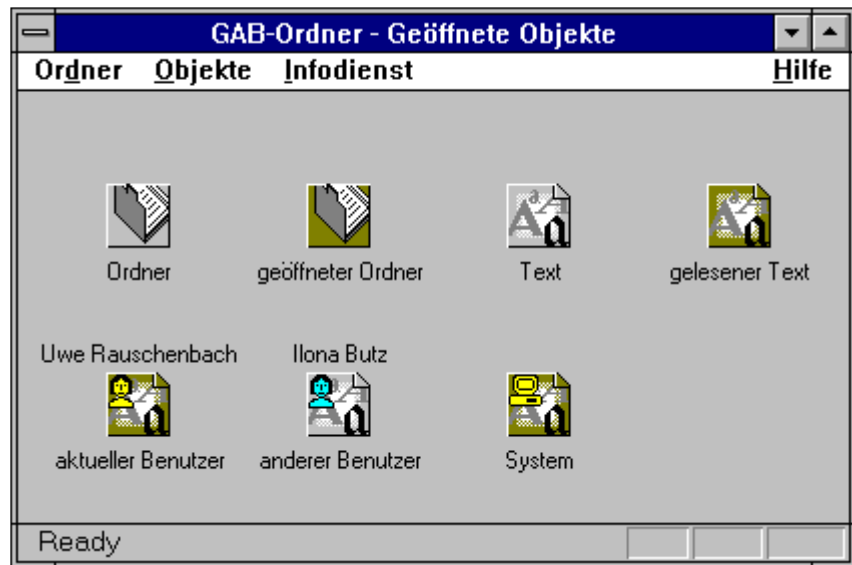 GAB-Ordner - Geöffnete Objekte
Ordner Objekte Infodienst Hilfe
Ordner geöffneter Ordner Text gelesener Text
Uwe Rauschenbach Ilona Butz
aktueller Benutzer anderer Benutzer System
Ready